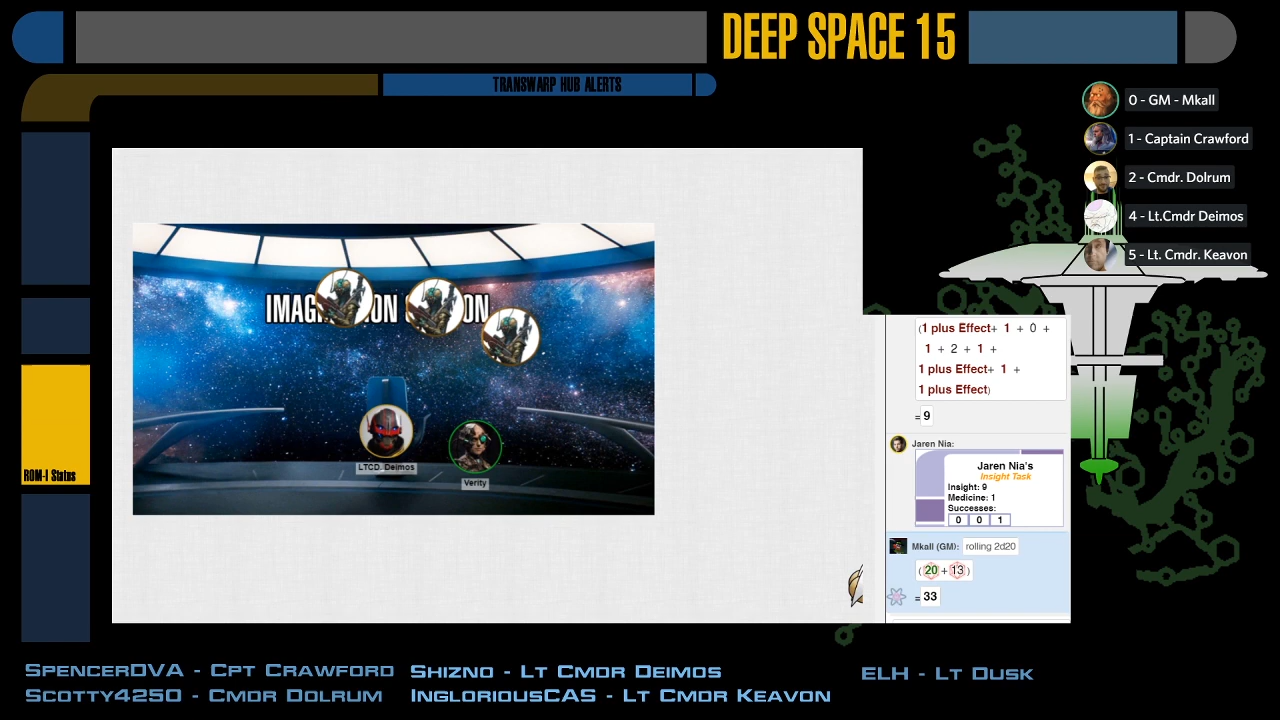 DEEP SPACE 15
TRANSWARP HUB ALERTS
0 - GM - Mkall
1 - Captain Crawford
2 - Cmdr. Dolrum
4 - Lt.Cmdr Deimos
5 - Lt. Cmdr. Keavon
IMAG ON ON
LTCD. Deimos
Verity
ROM-I Status
(1 plus Effect+ 1 + 0 +
1 + 2 + 1 +
1 plus Effect+ 1 +
1 plus Effect)
=9
Jaren Nia:
Jaren Nia's
Insight Task
Insight: 9
Medicine: 1
Successes:
0 0 1
Mkall (GM): rolling 2d20
(20+13)
=33
SpencerDVA - Cpt Crawford
Shizno - Lt Cmdr Deimos
ELH - Lt Dusk
Scotty4250 - Cmdr Dolrum
IngloriousCAS - Lt Cmdr Keavon